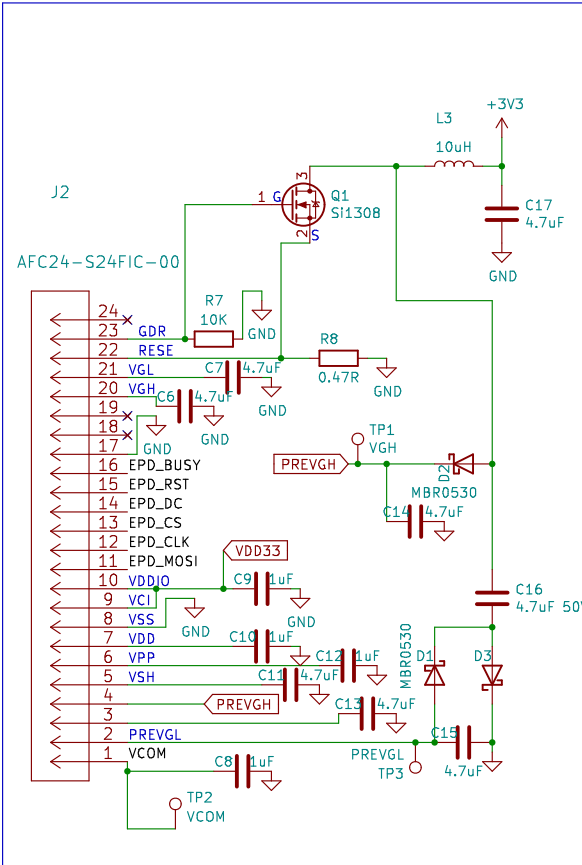 +3V3
L3
10uH
J2
3
1 G
Q1
Si1308
2
S
C17
4.7uF
GND
AFC24-S24FIC-00
R7
10K
GND
R8
0.47R
GND
24
23 GDR
22 RESE
21 VGL
C7 4.7uF
GND
20 VGH
C6 4.7uF
GND
19
18
17
GND
16 EPD_BUSY
15 EPD_RST
14 EPD_DC
13 EPD_CS
12 EPD_CLK
11 EPD_MOSI
TP1
VGH
PREVGH
D2
MBR0530
C14 4.7uF
VDD33
10 VDDIO
C9 1uF
GND
9 VCI
8 VSS
GND
7 VDD
C10 1uF
6 VPP
C12 1uF
5 VSH
C11 4.7uF
4
PREVGH
3
C13 4.7uF
2 PREVGL
1 VCOM
C16
4.7uF 50V
MBR0530
D1
D3
C15
4.7uF
PREVGL
TP3
C8 1uF
TP2
VCOM